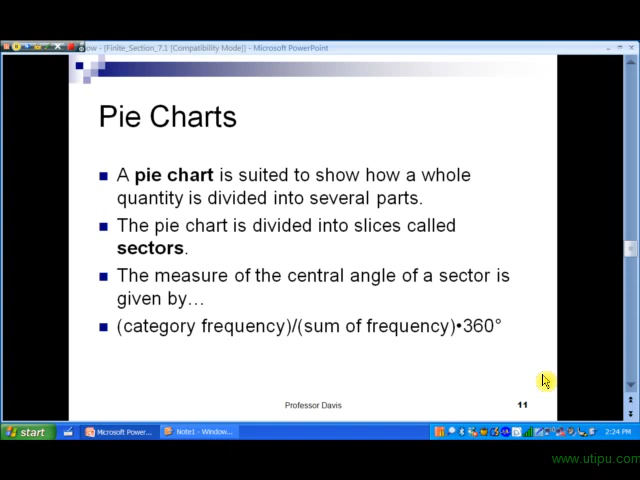 ow - [Finite_Section_7.1 [Compatibility Mode]] - Microsoft PowerPoint
Pie Charts
A pie chart is suited to show how a whole
quantity is divided into several parts.
The pie chart is divided into slices called
sectors.
The measure of the central angle of a sector is
given by…
(category frequency)/(sum of frequency)•360°
Professor Davis
11
start
Microsoft Power...
Note1 - Window...
2:24 PM
www.utipu.com